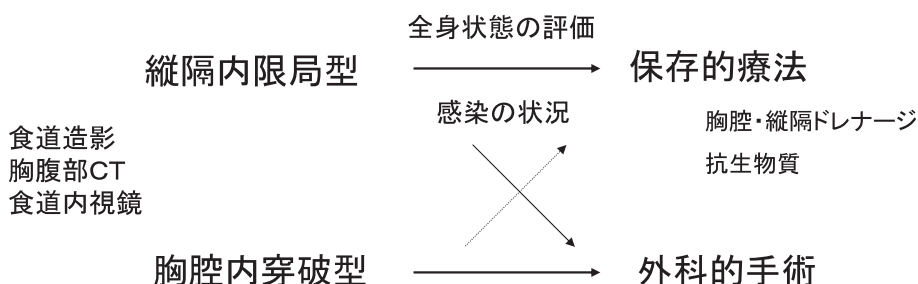 全身状態の評価
縦隔内限局型
保存的療法
感染の状況
胸腔・縦隔ドレナージ
抗生物質
食道造影
胸腹部CT
食道内視鏡
胸腔内穿破型
外科的手術